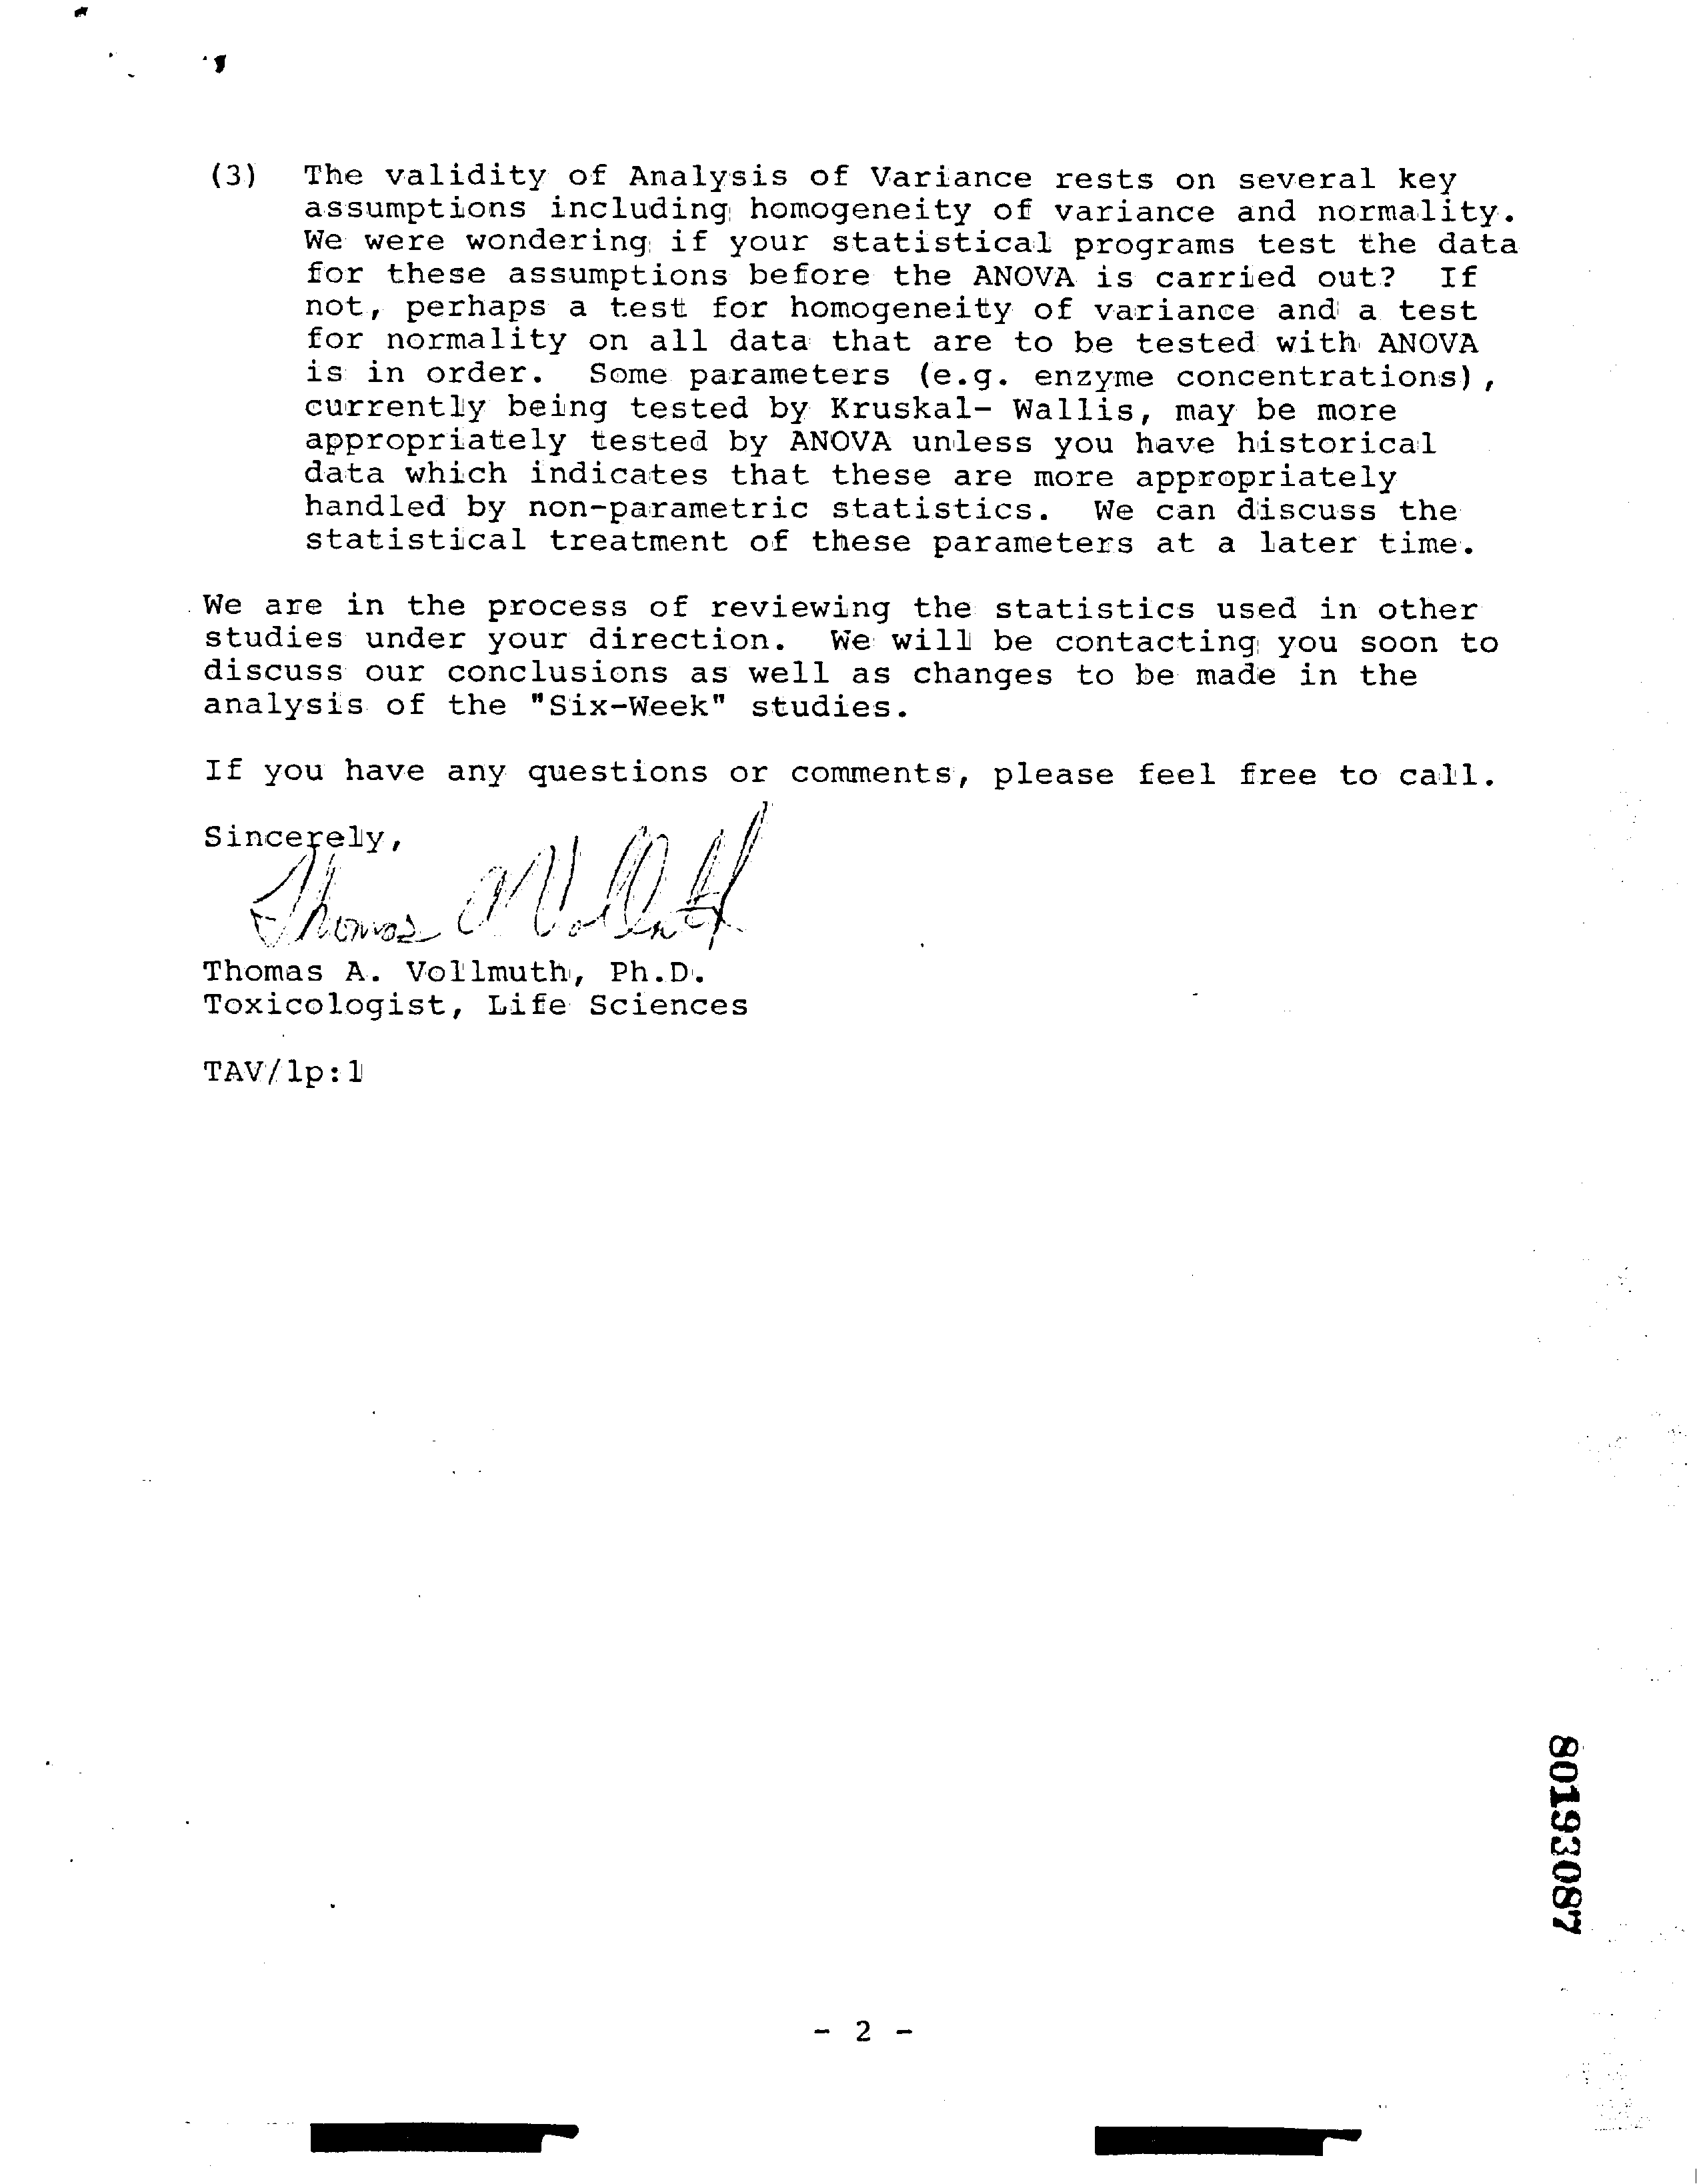 (3) The validity of Analysis of Variance rests on several key
assumptions including homogeneity of variance and normality.
We were wondering if your statistical programs test the data
for these assumptions before the ANOVA is carried out? If
not, perhaps a test for homogeneity of variance and a test
for normality on all data that are to be tested with ANOVA
is in order. Some parameters (e.g. enzyme concentrations),
currently being tested by Kruskal- Wallis, may be more
appropriately tested by ANOVA unless you have historical
data which indicates that these are more appropriately
handled by non-parametric statistics. We can discuss the
statistical treatment of these parameters at a later time.
We are in the process of reviewing the statistics used in other
studies under your direction. We will be contacting you soon to
discuss our conclusions as well as changes to be made in the
analysis of the "Six-Week" studies.
If you have any questions or comments, please feel free to call.
Sincerely,
Thomas A Vollmuth
Thomas A. Vollmuth, Ph.D.
Toxicologist, Life Sciences
TAV/lp:1
80193087
- 2 -